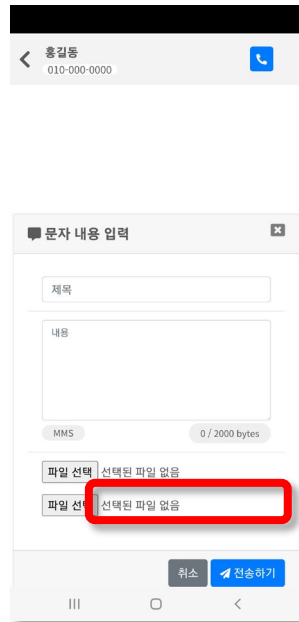 홍길동
010-000-0000
문자 내용 입력
제목
내용
MMS 0 / 2000 bytes
파일 선택 선택된 파일 없음
파일 선택 선택된 파일 없음
취소 전송하기